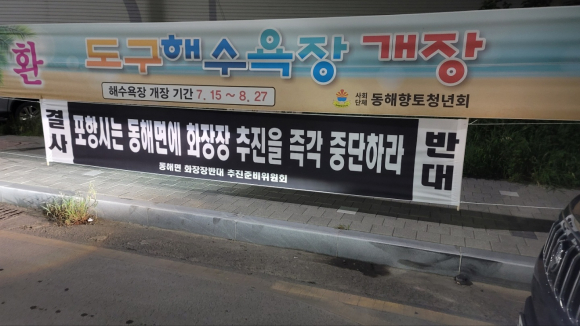 환 도구해수욕장 개장
해수욕장 개장 기간 7. 15 ~ 8. 27
사회단체 동해향토청년회
결사 포항시는 동해면에 화장장 추진을 즉각 중단하라 반대
동해면 화장장반대 추진준비위원회